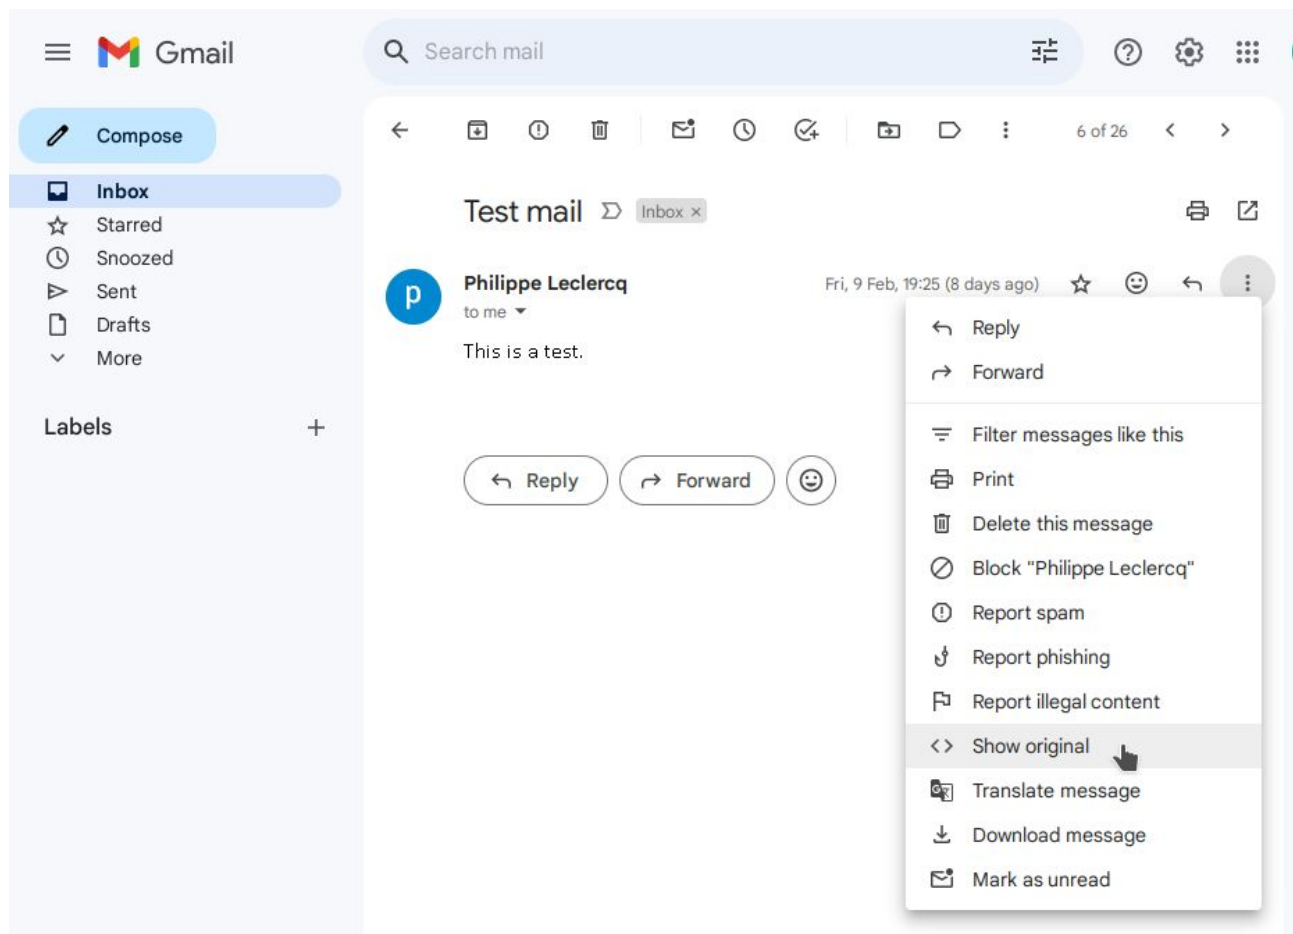 Gmail
Search mail
Compose
6 of 26
Inbox
Starred
Snoozed
Sent
Drafts
More
Labels
Test mail
Inbox ×
p
Philippe Leclercq
Fri, 9 Feb, 19:25 (8 days ago)
to me
This is a test.
Reply
Forward
Reply
Forward
Filter messages like this
Print
Delete this message
Block "Philippe Leclercq"
Report spam
Report phishing
Report illegal content
Show original
Translate message
Download message
Mark as unread